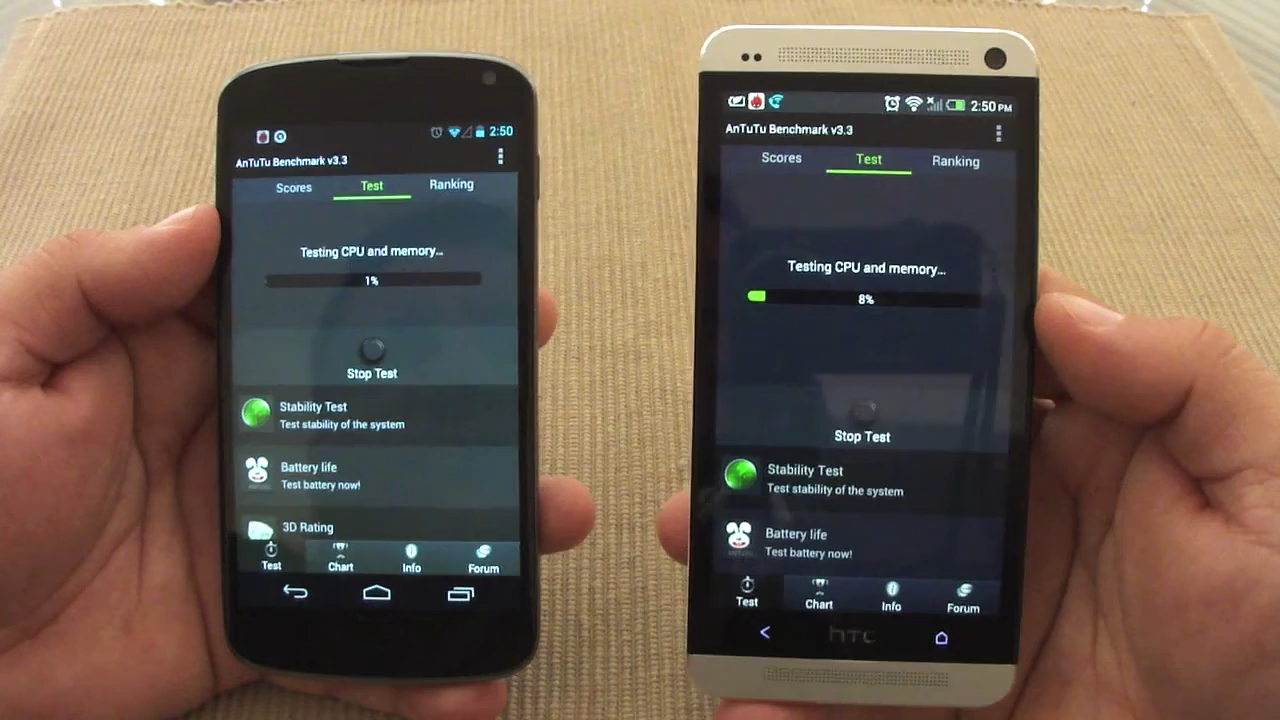 2:50
AnTuTu Benchmark v3.3
Scores Test Ranking
Testing CPU and memory...
1%
Stop Test
Stability Test
Test stability of the system
Battery life
Test battery now!
3D Rating
Test Chart Info Forum
2:50 PM
AnTuTu Benchmark v3.3
Scores Test Ranking
Testing CPU and memory...
8%
Stop Test
Stability Test
Test stability of the system
Battery life
Test battery now!
Test Chart Info Forum
hTC